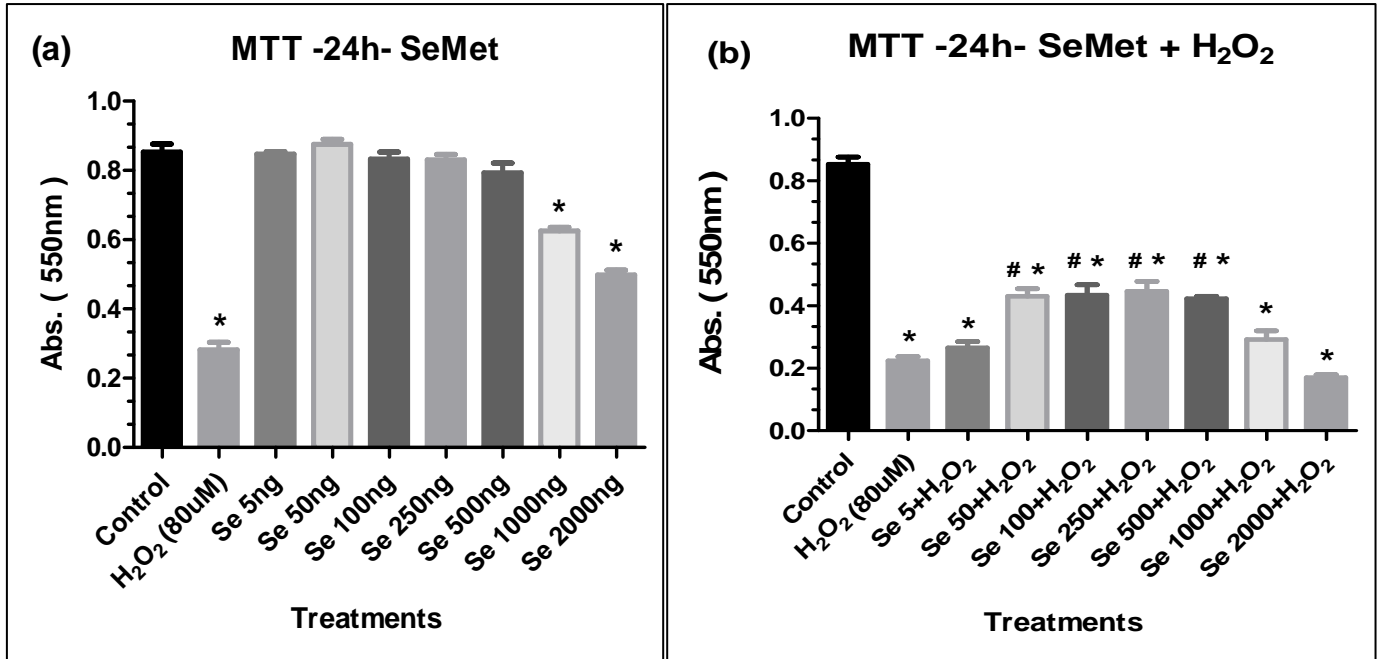 (a) MTT -24h- SeMet
Abs. ( 550nm )
1.0
0.8
0.6
0.4
0.2
0.0
*
*
*
Control
H₂O₂ (80uM)
Se 5ng
Se 50ng
Se 100ng
Se 250ng
Se 500ng
Se 1000ng
Se 2000ng
Treatments
(b) MTT -24h- SeMet + H₂O₂
Abs. ( 550nm )
1.0
0.8
0.6
0.4
0.2
0.0
*
*
# *
# *
# *
# *
*
*
Control
H₂O₂ (80uM)
Se 5+H₂O₂
Se 50+H₂O₂
Se 100+H₂O₂
Se 250+H₂O₂
Se 500+H₂O₂
Se 1000+H₂O₂
Se 2000+H₂O₂
Treatments